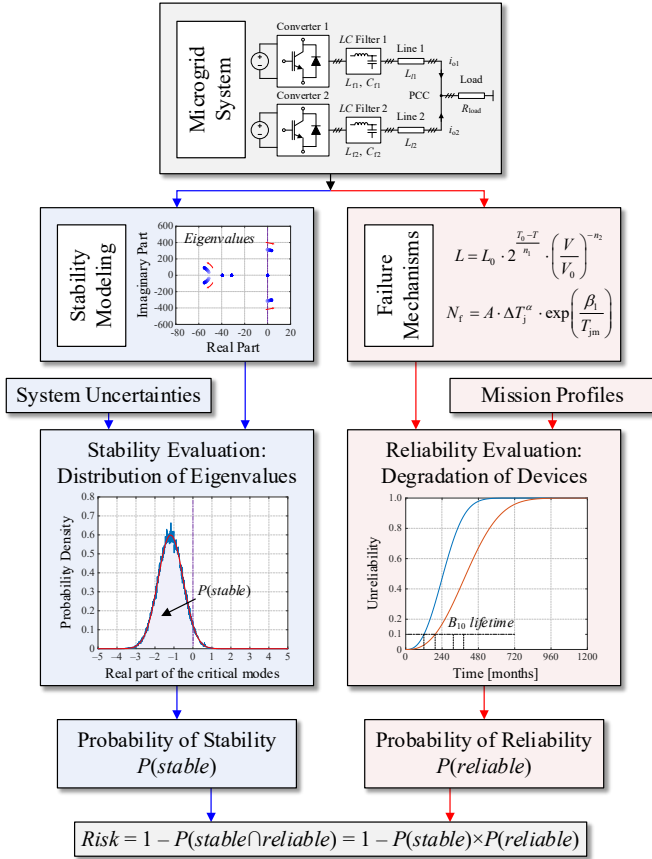 Microgrid
System
Converter 1
LC Filter 1
Line 1
L_f1, C_f1
L_l1
i_o1
Load
PCC
R_load
Converter 2
LC Filter 2
Line 2
L_f2, C_f2
L_l2
i_o2
Stability
Modeling
Eigenvalues
Imaginary Part
600
400
200
0
-200
-400
-600
-80 -60 -40 -20 0 20
Real Part
Failure
Mechanisms
L = L_0 · 2^((T_0−T)/n_1) · (V/V_0)^(−n_2)
N_f = A · ΔT_j^α · exp(β_1/T_jm)
System Uncertainties
Mission Profiles
Stability Evaluation:
Distribution of Eigenvalues
Probability Density
0.8
0.7
0.6
0.5
0.4
0.3
0.2
0.1
0
P(stable)
−5 −4 −3 −2 −1 0 1 2 3 4 5
Real part of the critical modes
Reliability Evaluation:
Degradation of Devices
Unreliability
1.0
0.8
0.6
0.4
0.2
0.1
B_10 lifetime
0 240 480 720 960 1200
Time [months]
Probability of Stability
P(stable)
Probability of Reliability
P(reliable)
Risk = 1 – P(stable∩reliable) = 1 – P(stable)×P(reliable)